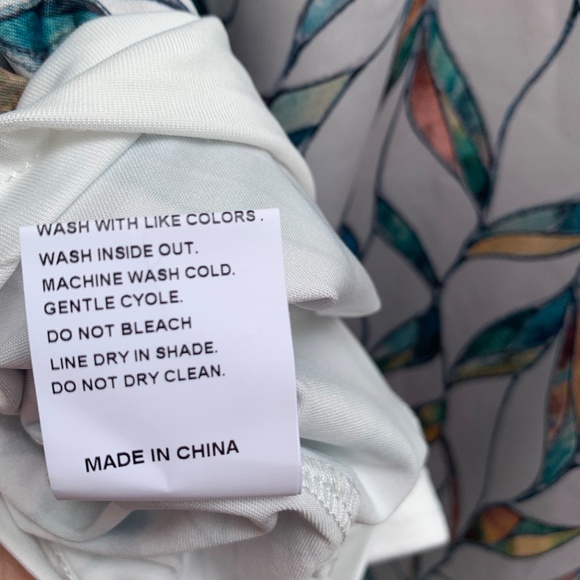 WASH WITH LIKE COLORS.
WASH INSIDE OUT.
MACHINE WASH COLD.
GENTLE CYOLE.
DO NOT BLEACH
LINE DRY IN SHADE.
DO NOT DRY CLEAN.
MADE IN CHINA